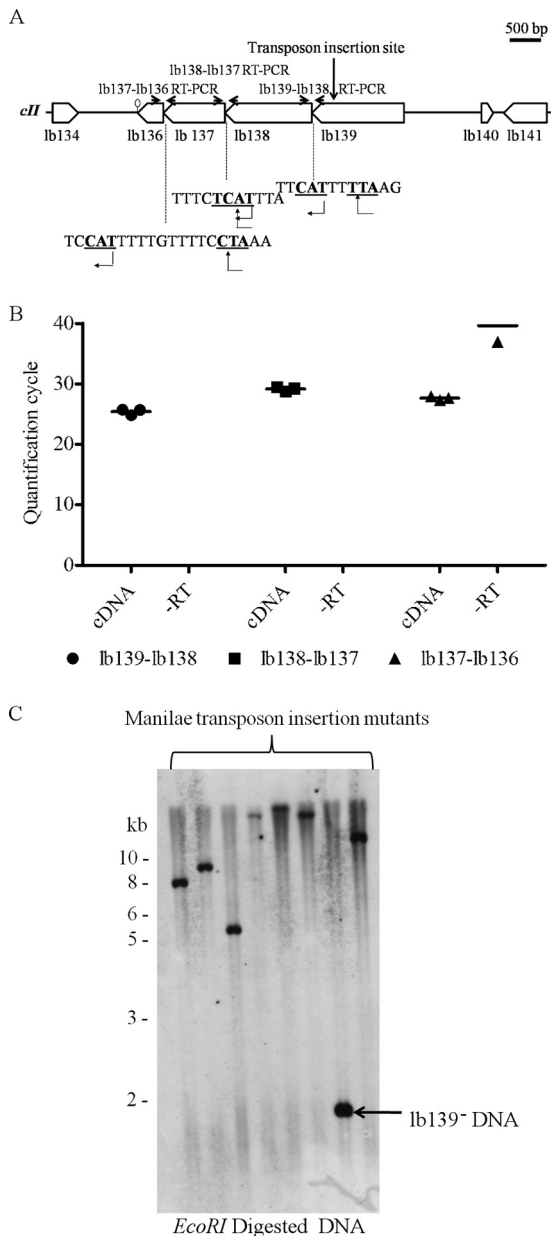 A
Transposon insertion site
500 bp
lb138-lb137 RT-PCR
lb137-lb136 RT-PCR
lb139-lb138 RT-PCR
cII
lb134
lb136
lb 137
lb138
lb139
lb140
lb141
TTTCTCATTTA
TTCATTTTTAAG
TCCATTTTTGTTTTCCTAAA
B
Quantification cycle
40
30
20
10
0
cDNA
-RT
cDNA
-RT
cDNA
-RT
lb139-lb138
lb138-lb137
lb137-lb136
C
Manilae transposon insertion mutants
kb
10 -
8 -
6 -
5 -
3 -
2 -
lb139- DNA
EcoRI Digested DNA